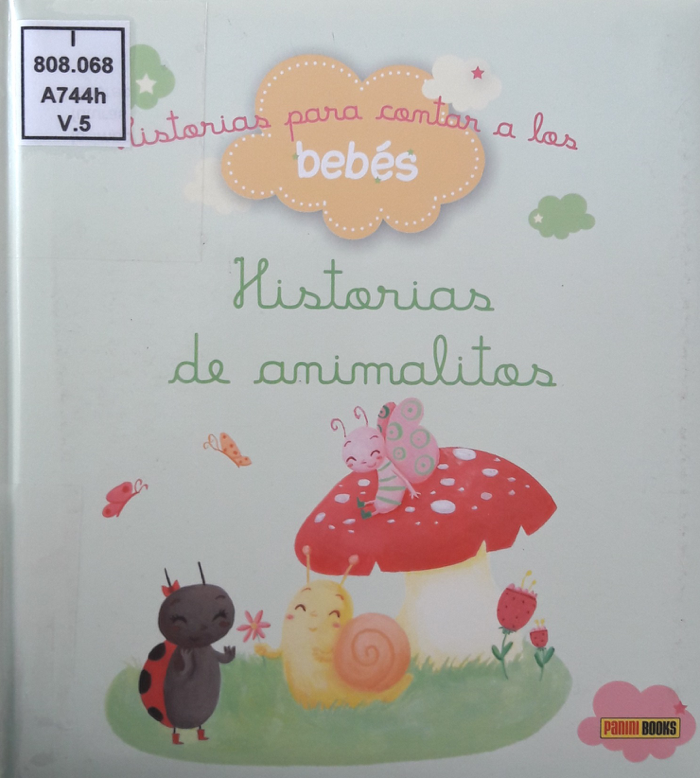 I
808.068
A744h
V.5
Historias para contar a los
bebés
Historias
de animalitos
PANINI BOOKS